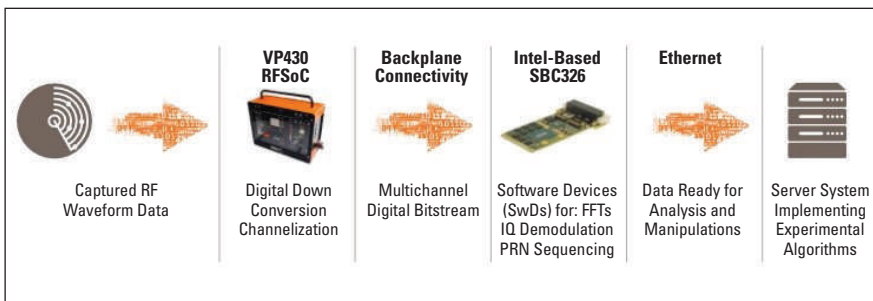 VP430
RFSoC
Backplane
Connectivity
Intel-Based
SBC326
Ethernet
Captured RF
Waveform Data
Digital Down
Conversion
Channelization
Multichannel
Digital Bitstream
Software Devices
(SwDs) for: FFTs
IQ Demodulation
PRN Sequencing
Data Ready for
Analysis and
Manipulations
Server System
Implementing
Experimental
Algorithms